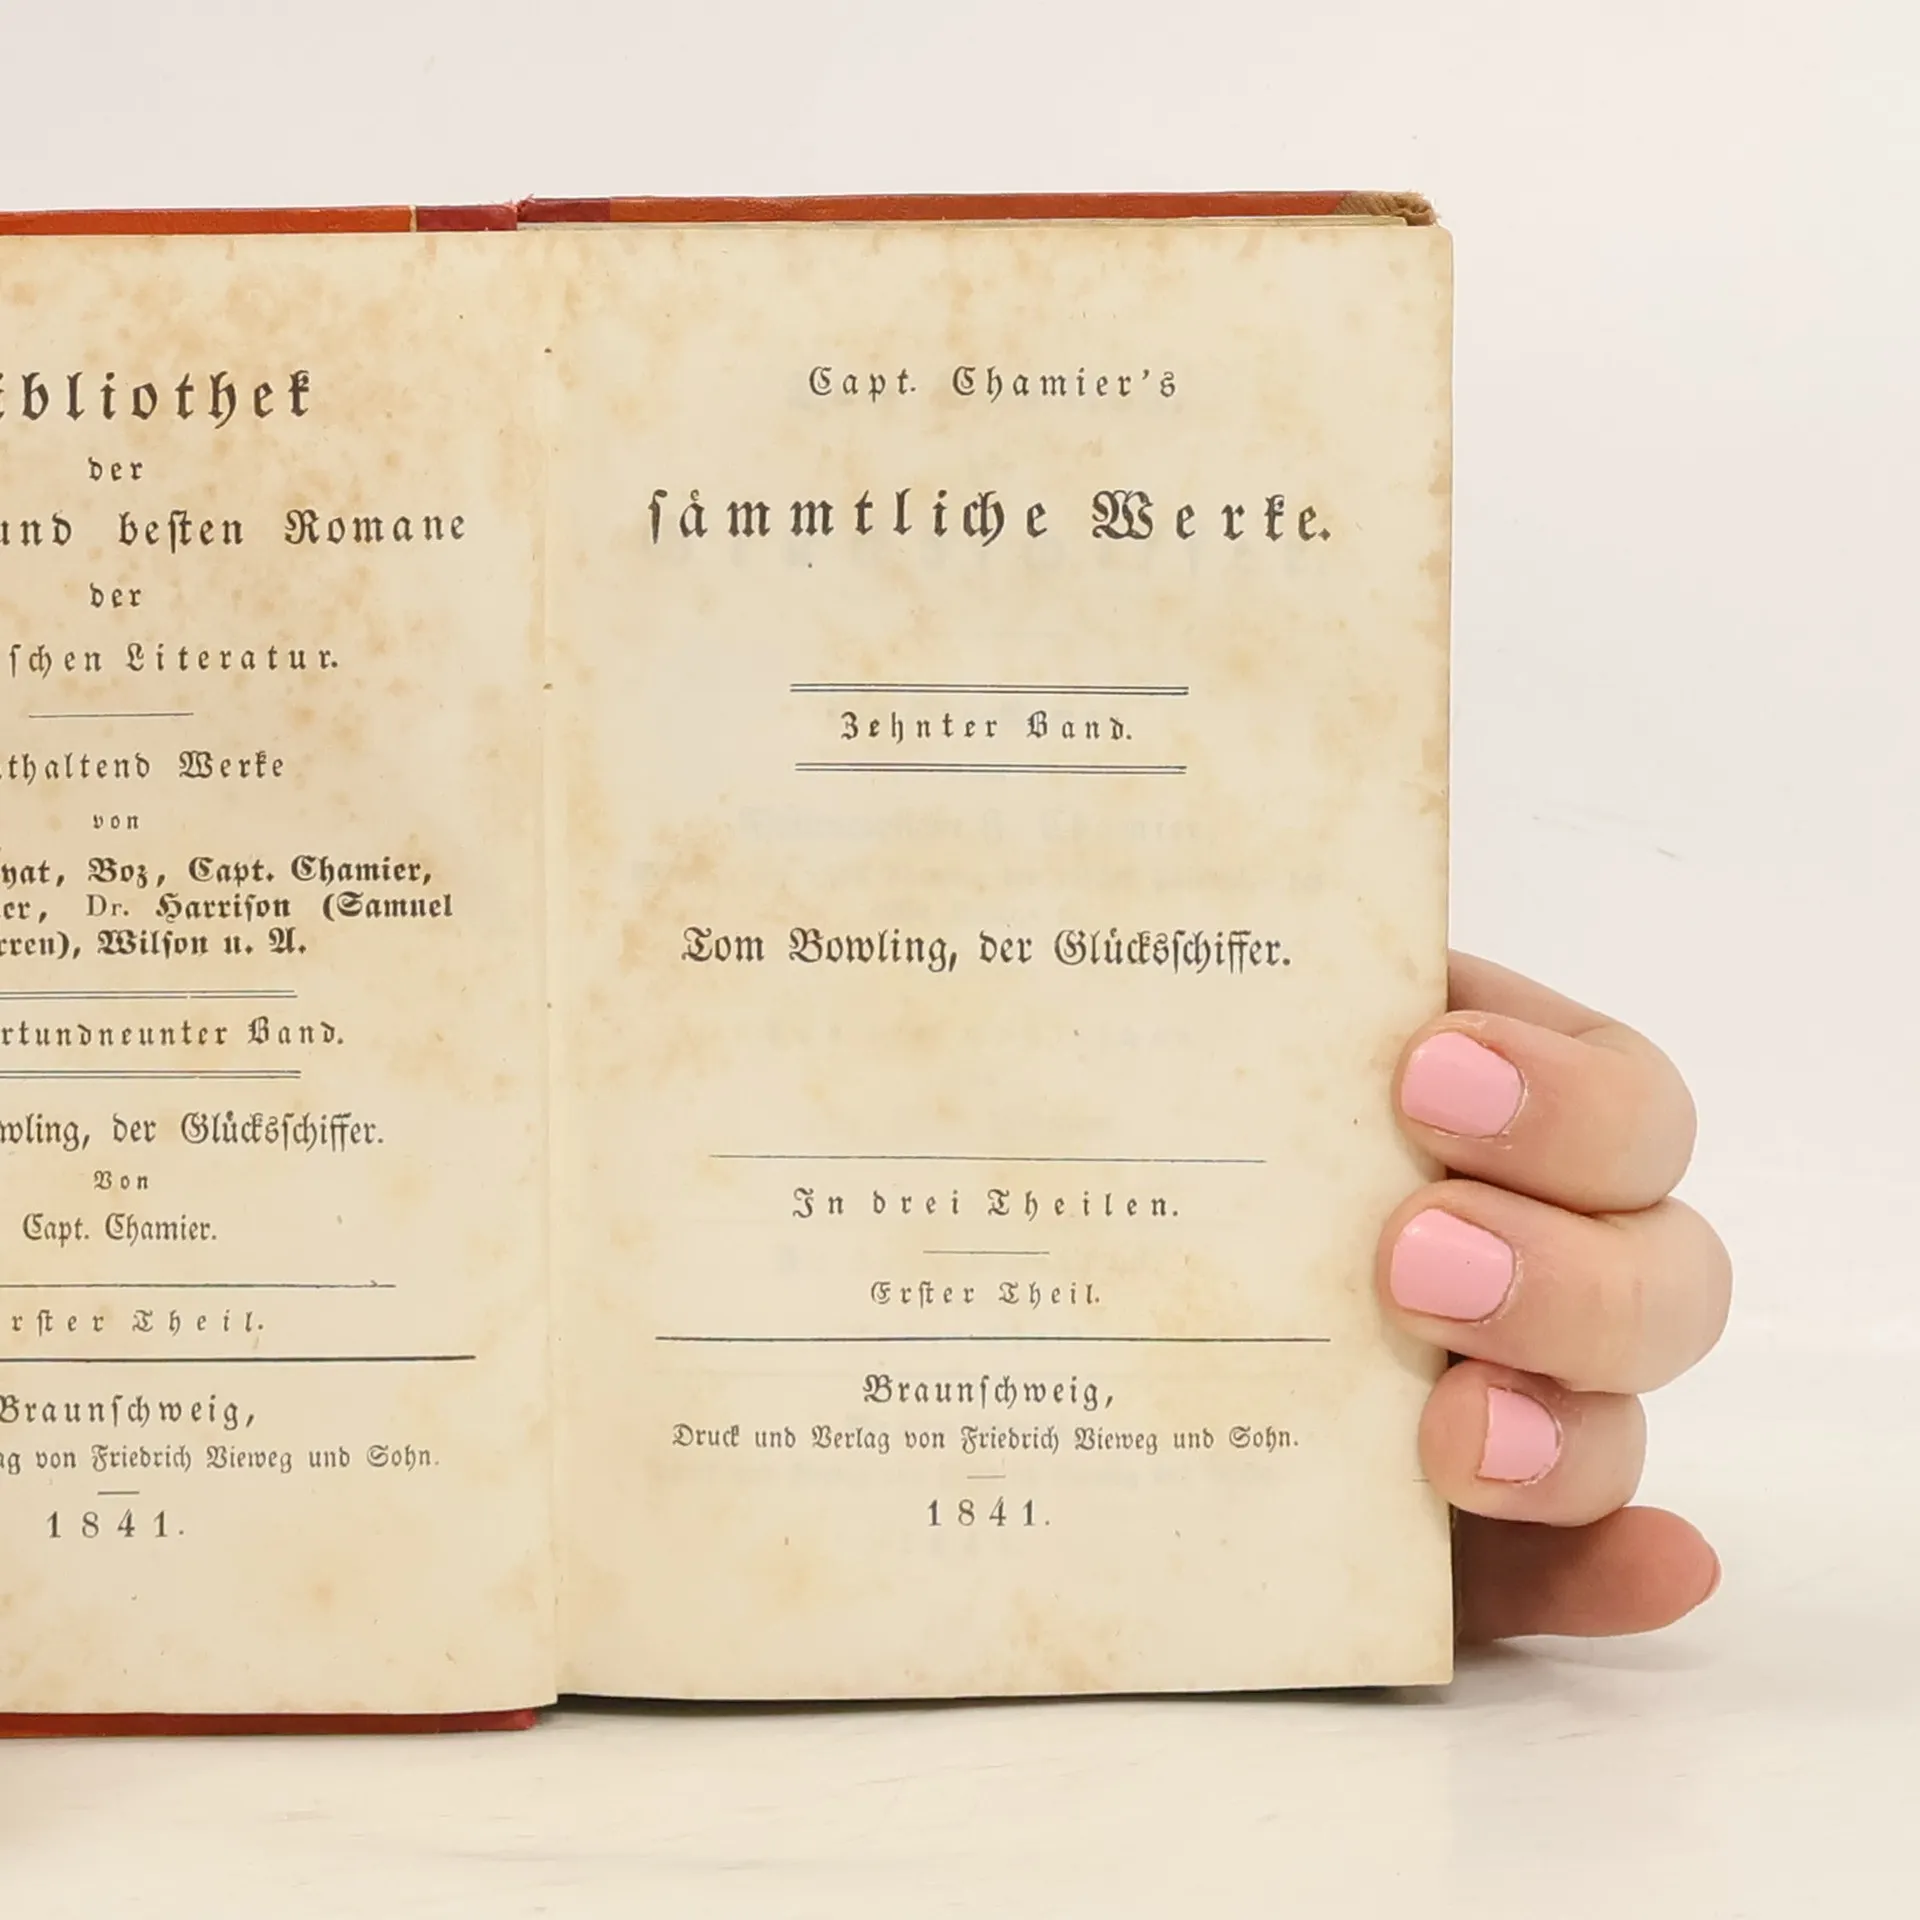 ibliothek
der
und besten Romane
der
schen Literatur.
thaltend Werke
von
yat, Boz, Capt. Chamier,
er, Dr. Harrison (Samuel
rren), Wilson u. A.
rtundneunter Band.
wling, der Glücksschiffer.
Von
Capt. Chamier.
rster Theil.
Braunschweig,
ag von Friedrich Vieweg und Sohn.
1841.
Capt. Chamier's
sämmtliche Werke.
Zehnter Band.
Tom Bowling, der Glücksschiffer.
In drei Theilen.
Erster Theil.
Braunschweig,
Druck und Verlag von Friedrich Vieweg und Sohn.
1841.